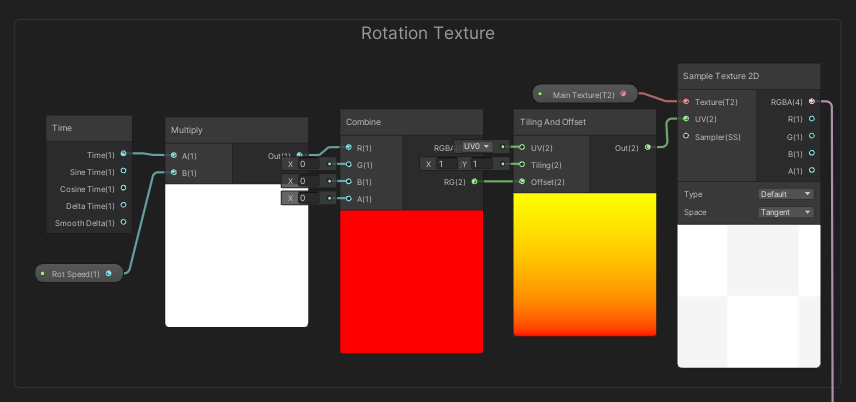 Rotation Texture
Time
Time(1)
Sine Time(1)
Cosine Time(1)
Delta Time(1)
Smooth Delta(1)
Rot Speed(1)
Multiply
A(1)
Out(1)
B(1)
X 0
X 0
X 0
Combine
R(1)
RGBA
G(1)
B(1)
RG(2)
A(1)
UV0
X 1 Y 1
Tiling And Offset
UV(2)
Out(2)
Tiling(2)
Offset(2)
Main Texture(T2)
Sample Texture 2D
Texture(T2)
RGBA(4)
UV(2)
R(1)
Sampler(SS)
G(1)
B(1)
A(1)
Type Default
Space Tangent